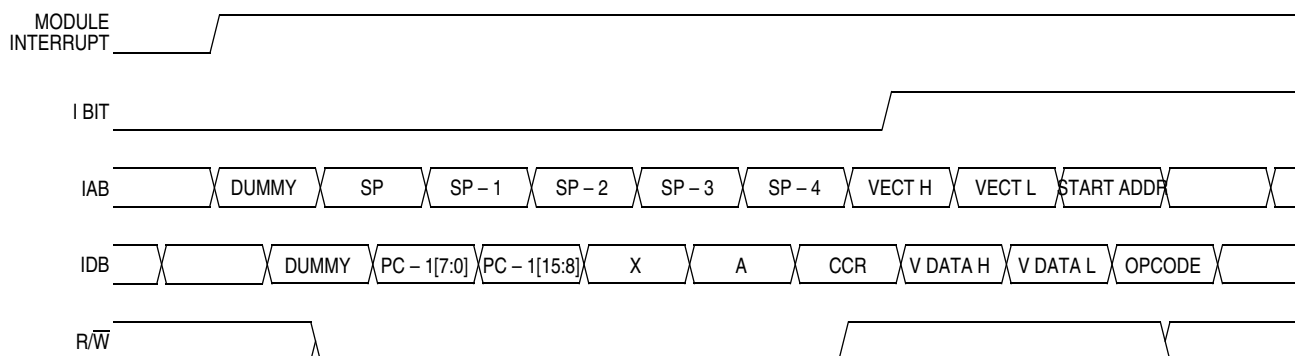 MODULE
INTERRUPT
I BIT
IAB DUMMY SP SP – 1 SP – 2 SP – 3 SP – 4 VECT H VECT L START ADDR
IDB DUMMY PC – 1[7:0] PC – 1[15:8] X A CCR V DATA H V DATA L OPCODE
R/W̅